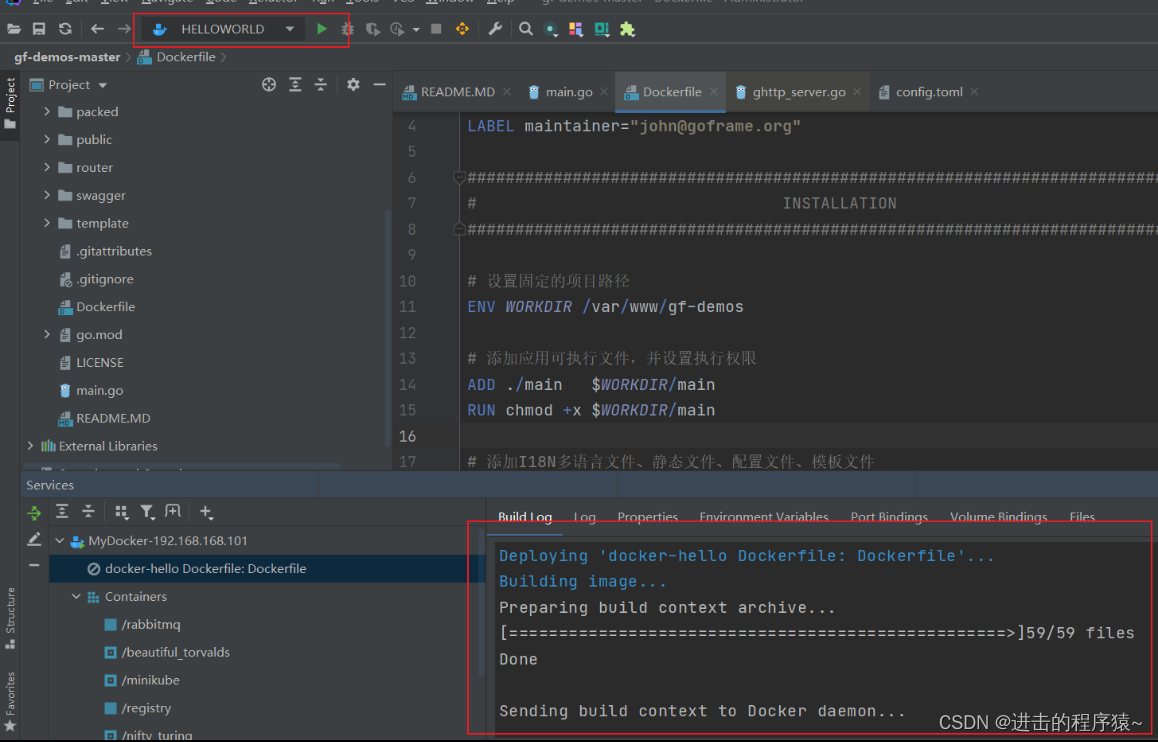 HELLOWORLD
gf-demos-master
Dockerfile
Project
Project
packed
public
router
swagger
template
.gitattributes
.gitignore
Dockerfile
go.mod
LICENSE
main.go
README.MD
External Libraries
README.MD
main.go
Dockerfile
ghttp_server.go
config.toml
4 LABEL maintainer="john@goframe.org"
5
6 ########################################################################
7 # INSTALLATION
8 ########################################################################
9
10 # 设置固定的项目路径
11 ENV WORKDIR /var/www/gf-demos
12
13 # 添加应用可执行文件，并设置执行权限
14 ADD ./main $WORKDIR/main
15 RUN chmod +x $WORKDIR/main
16
17 # 添加I18N多语言文件、静态文件、配置文件、模板文件
Services
MyDocker-192.168.168.101
docker-hello Dockerfile: Dockerfile
Containers
/rabbitmq
/beautiful_torvalds
/minikube
/registry
/nifty_turing
Structure
Favorites
Build Log Log Properties Environment Variables Port Bindings Volume Bindings Files
Deploying 'docker-hello Dockerfile: Dockerfile'...
Building image...
Preparing build context archive...
[==================================================>]59/59 files
Done
Sending build context to Docker daemon...
CSDN @进击的程序猿~